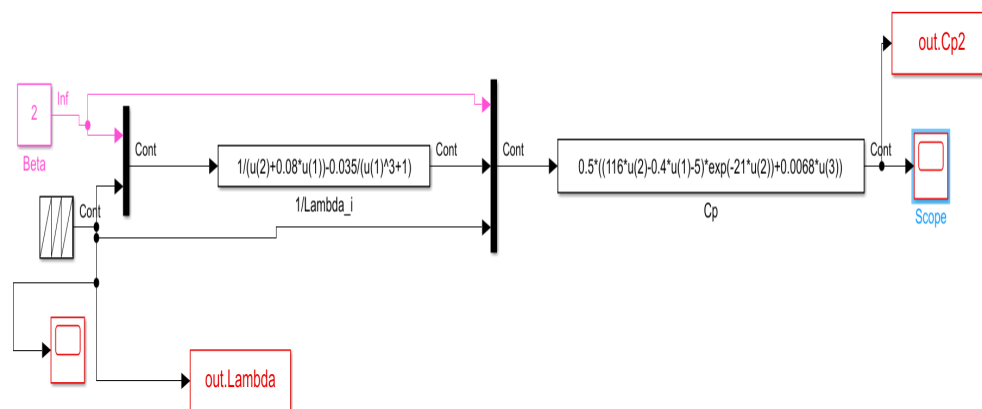 out.Cp2
Inf
2
Beta
Cont
Cont
Cont
Cont
1/(u(2)+0.08*u(1))-0.035/(u(1)^3+1)
0.5*((116*u(2)-0.4*u(1)-5)*exp(-21*u(2))+0.0068*u(3))
1/Lambda_i
Cp
Scope
Cont
out.Lambda